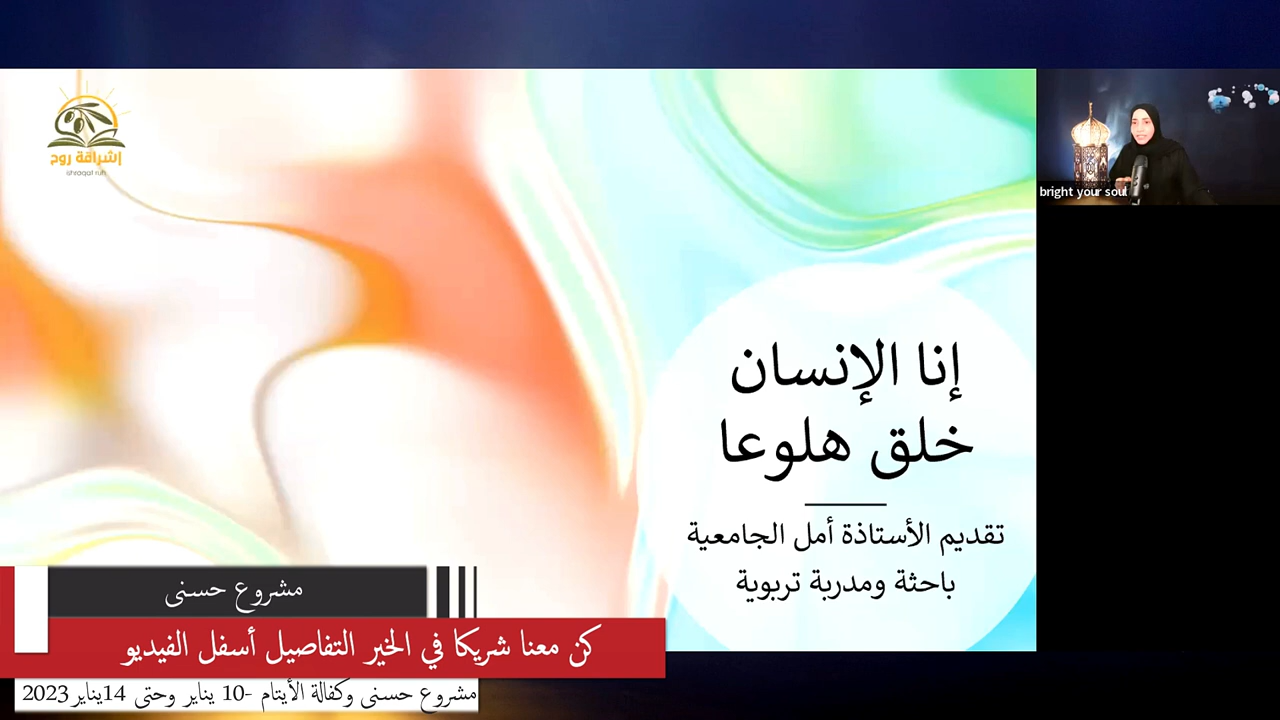 إشراقة روح
ishraqat ruh
bright your soul
إنا الإنسان
خلق هلوعا
تقديم الأستاذة أمل الجامعية
باحثة ومدربة تربوية
مشروع حسنى
كن معنا شريكا في الخير التفاصيل أسفل الفيديو
مشروع حسنى وكفالة الأيتام -10 يناير وحتى 14يناير2023